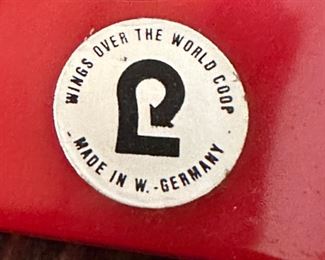 WINGS OVER THE WORLD COOP
MADE IN W.-GERMANY